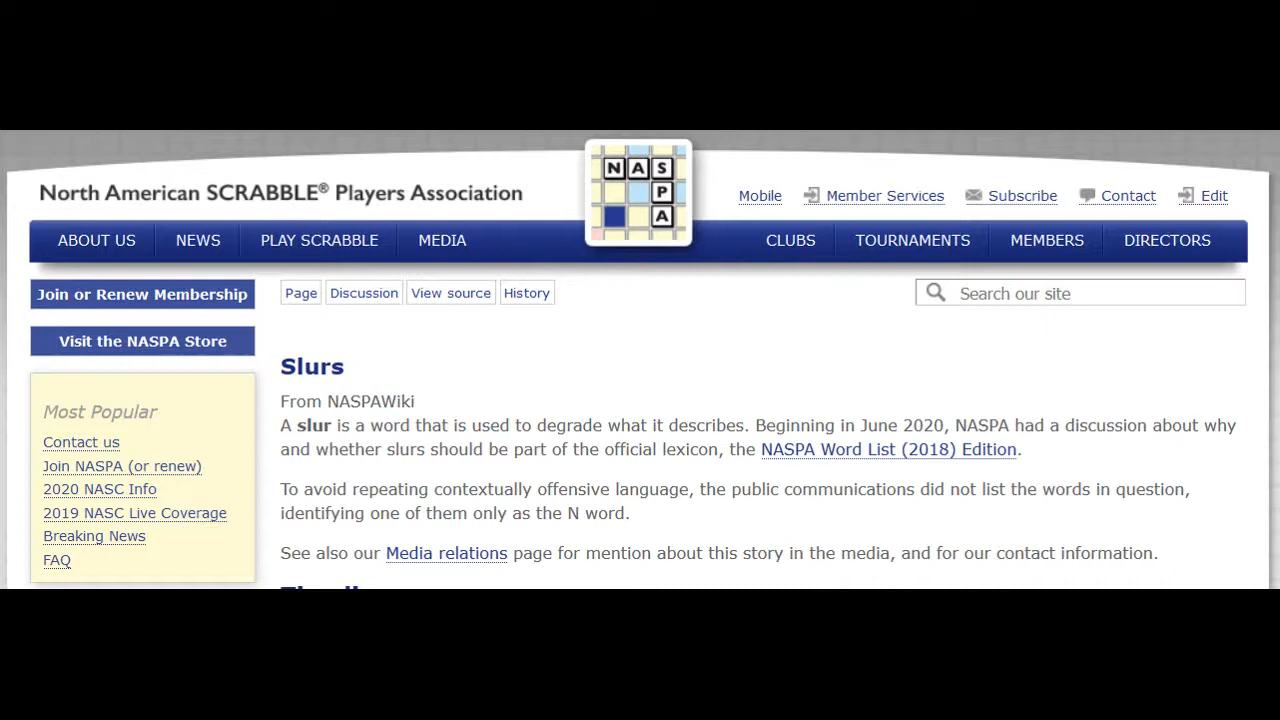 North American SCRABBLE® Players Association
N A S
P
A
Mobile Member Services Subscribe Contact Edit
ABOUT US NEWS PLAY SCRABBLE MEDIA CLUBS TOURNAMENTS MEMBERS DIRECTORS
Join or Renew Membership
Page Discussion View source History
Search our site
Visit the NASPA Store
Most Popular
Contact us
Join NASPA (or renew)
2020 NASC Info
2019 NASC Live Coverage
Breaking News
FAQ
Slurs
From NASPAWiki
A slur is a word that is used to degrade what it describes. Beginning in June 2020, NASPA had a discussion about why
and whether slurs should be part of the official lexicon, the NASPA Word List (2018) Edition.
To avoid repeating contextually offensive language, the public communications did not list the words in question,
identifying one of them only as the N word.
See also our Media relations page for mention about this story in the media, and for our contact information.